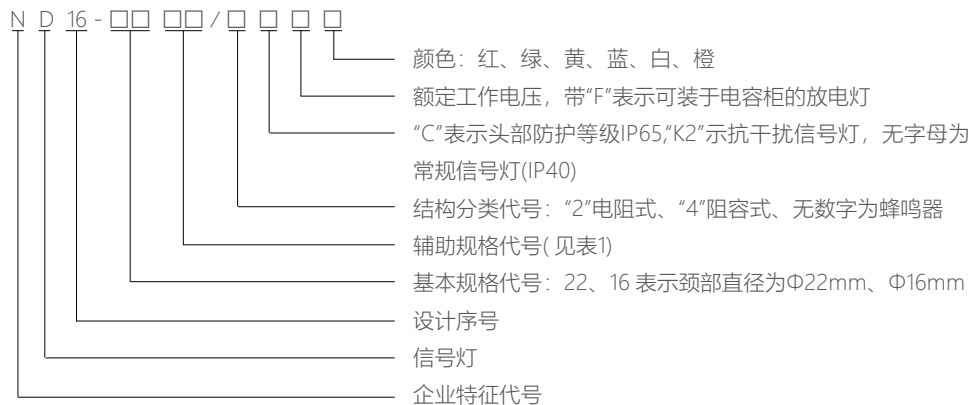 N D 16-□□ □□/□ □ □ □
颜色：红、绿、黄、蓝、白、橙
额定工作电压，带“F”表示可装于电容柜的放电灯
“C”表示头部防护等级IP65,“K2”示抗干扰信号灯，无字母为
常规信号灯(IP40)
结构分类代号：“2”电阻式、“4”阻容式、无数字为蜂鸣器
辅助规格代号( 见表1)
基本规格代号：22、16 表示颈部直径为Φ22mm、Φ16mm
设计序号
信号灯
企业特征代号